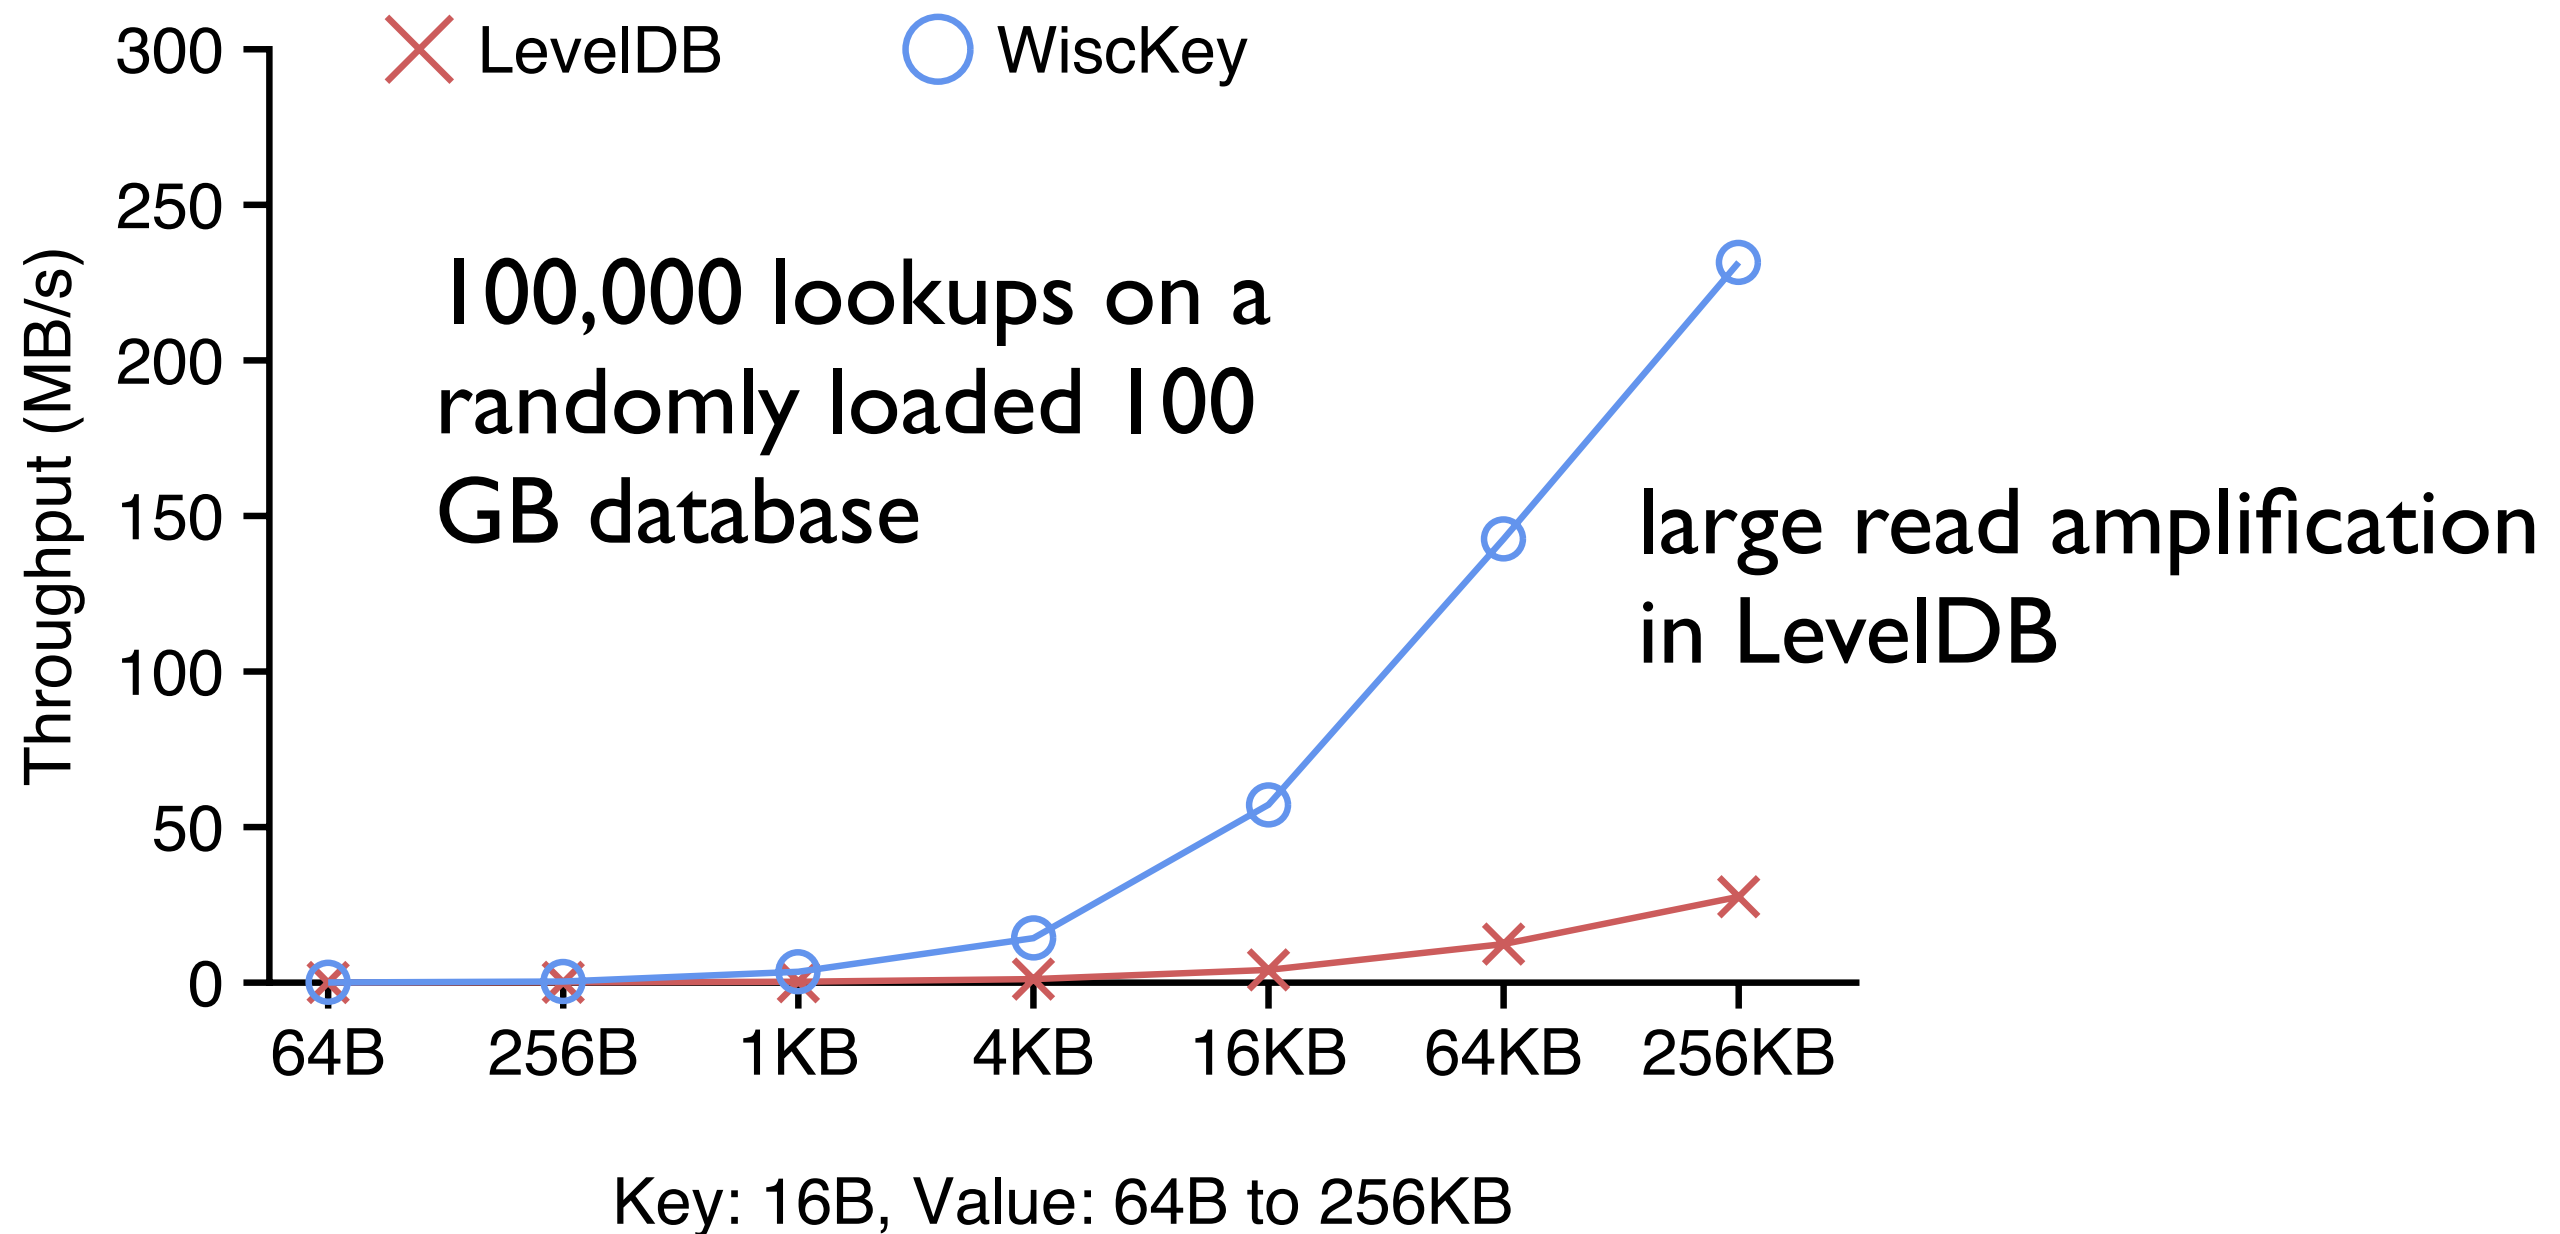 LevelDB
WiscKey
300
250
200
150
100
50
0
Throughput (MB/s)
100,000 lookups on a
randomly loaded 100
GB database
large read amplification
in LevelDB
64B
256B
1KB
4KB
16KB
64KB
256KB
Key: 16B, Value: 64B to 256KB